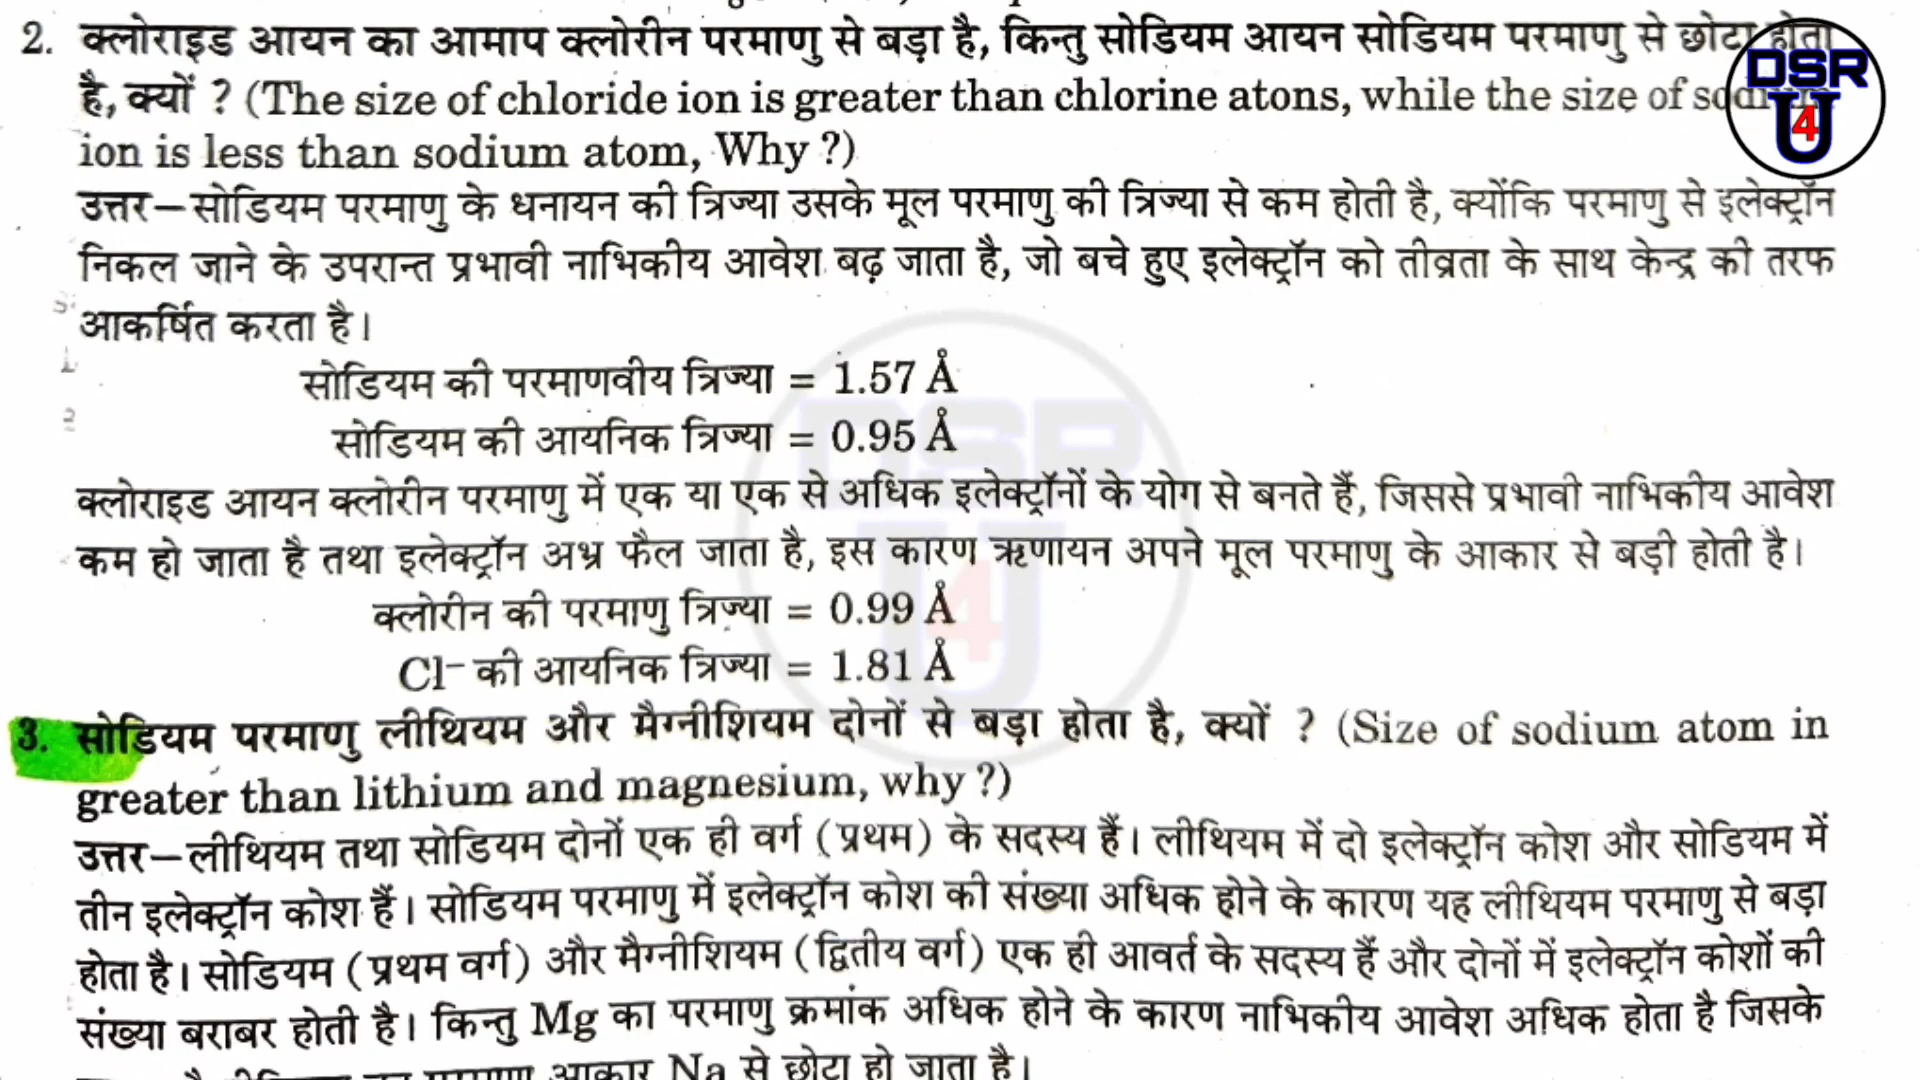 2. क्लोराइड आयन का आमाप क्लोरीन परमाणु से बड़ा है, किन्तु सोडियम आयन सोडियम परमाणु से छोटा होता
है, क्यों ? (The size of chloride ion is greater than chlorine atons, while the size of sodium
ion is less than sodium atom, Why ?)
DSR
4
U
उत्तर—सोडियम परमाणु के धनायन की त्रिज्या उसके मूल परमाणु की त्रिज्या से कम होती है, क्योंकि परमाणु से इलेक्ट्रॉन
निकल जाने के उपरान्त प्रभावी नाभिकीय आवेश बढ़ जाता है, जो बचे हुए इलेक्ट्रॉन को तीव्रता के साथ केन्द्र की तरफ
आकर्षित करता है।
सोडियम की परमाणवीय त्रिज्या = 1.57 Å
सोडियम की आयनिक त्रिज्या = 0.95 Å
क्लोराइड आयन क्लोरीन परमाणु में एक या एक से अधिक इलेक्ट्रॉनों के योग से बनते हैं, जिससे प्रभावी नाभिकीय आवेश
कम हो जाता है तथा इलेक्ट्रॉन अभ्र फैल जाता है, इस कारण ऋणायन अपने मूल परमाणु के आकार से बड़ी होती है।
क्लोरीन की परमाणु त्रिज्या = 0.99 Å
Cl⁻ की आयनिक त्रिज्या = 1.81 Å
3. सोडियम परमाणु लीथियम और मैग्नीशियम दोनों से बड़ा होता है, क्यों ? (Size of sodium atom in
greater than lithium and magnesium, why ?)
उत्तर—लीथियम तथा सोडियम दोनों एक ही वर्ग (प्रथम) के सदस्य हैं। लीथियम में दो इलेक्ट्रॉन कोश और सोडियम में
तीन इलेक्ट्रॉन कोश हैं। सोडियम परमाणु में इलेक्ट्रॉन कोश की संख्या अधिक होने के कारण यह लीथियम परमाणु से बड़ा
होता है। सोडियम (प्रथम वर्ग) और मैग्नीशियम (द्वितीय वर्ग) एक ही आवर्त के सदस्य हैं और दोनों में इलेक्ट्रॉन कोशों की
संख्या बराबर होती है। किन्तु Mg का परमाणु क्रमांक अधिक होने के कारण नाभिकीय आवेश अधिक होता है जिसके
आकार Na से छोटा हो जाता है।